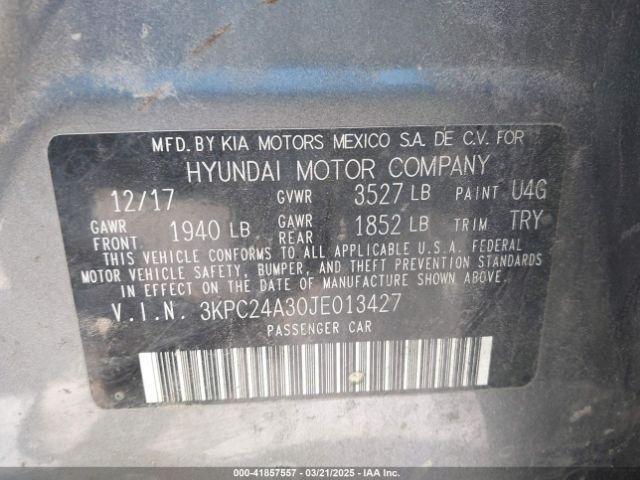 MFD. BY KIA MOTORS MEXICO S.A. DE C.V. FOR
HYUNDAI MOTOR COMPANY
12/17 GVWR 3527 LB PAINT U4G
GAWR FRONT 1940 LB GAWR REAR 1852 LB TRIM TRY
THIS VEHICLE CONFORMS TO ALL APPLICABLE U.S.A. FEDERAL
MOTOR VEHICLE SAFETY, BUMPER, AND THEFT PREVENTION STANDARDS
IN EFFECT ON THE DATE OF MANUFACTURE SHOWN ABOVE.
V.I.N. 3KPC24A30JE013427
PASSENGER CAR
000-41857557 03/21/2025 IAA Inc.